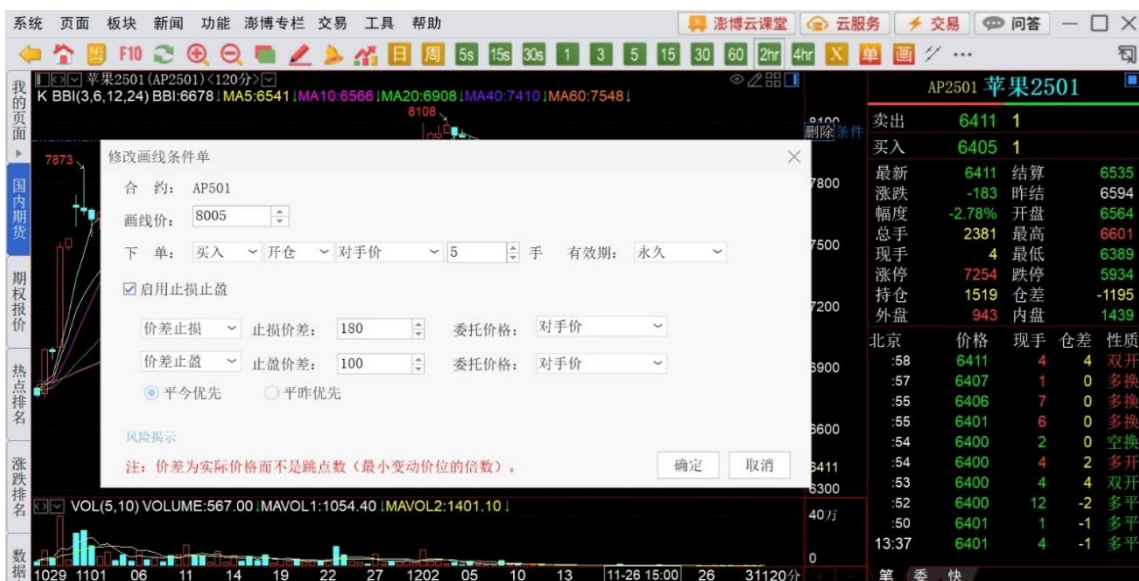 系统 页面 板块 新闻 功能 澎博专栏 交易 工具 帮助 澎博云课堂 云服务 交易 问答
F10 日 周 5s 15s 30s 1 3 5 15 30 60 2hr 4hr X 单 画
我的页面
国内期货
期权报价
热点排名
涨跌排名
数据
苹果2501(AP2501)<120分>
K BBI(3,6,12,24) BBI:6678↓MA5:6541↓MA10:6566↓MA20:6908↓MA40:7410↓MA60:7548↓
8108
7873
8100
删除条件
7800
7500
7200
6900
6600
6411
6300
修改画线条件单
合 约: AP501
画线价: 8005
下 单: 买入 开仓 对手价 5 手 有效期: 永久
启用止损止盈
价差止损 止损价差: 180 委托价格: 对手价
价差止盈 止盈价差: 100 委托价格: 对手价
平今优先 平昨优先
风险揭示
注: 价差为实际价格而不是跳点数(最小变动价位的倍数)。
确定 取消
VOL(5,10) VOLUME:567.00↓MAVOL1:1054.40↓MAVOL2:1401.10↓
40万
0
1029 1101 06 11 14 19 22 27 1202 05 10 13 11-26 15:00 26 31 120分
AP2501 苹果2501
卖出 6411 1
买入 6405 1
最新 6411 结算 6535
涨跌 -183 昨结 6594
幅度 -2.78% 开盘 6564
总手 2381 最高 6601
现手 4 最低 6389
涨停 7254 跌停 5934
持仓 1519 仓差 -1195
外盘 943 内盘 1439
北京 价格 现手 仓差 性质
:58 6411 4 4 双开
:57 6407 1 0 多换
:55 6406 7 0 多换
:55 6401 6 0 多换
:54 6400 2 0 空换
:54 6400 4 2 多开
:53 6400 4 4 双开
:52 6400 12 -2 多平
:50 6401 1 -1 多平
13:37 6401 4 -1 多平
笔 委 快